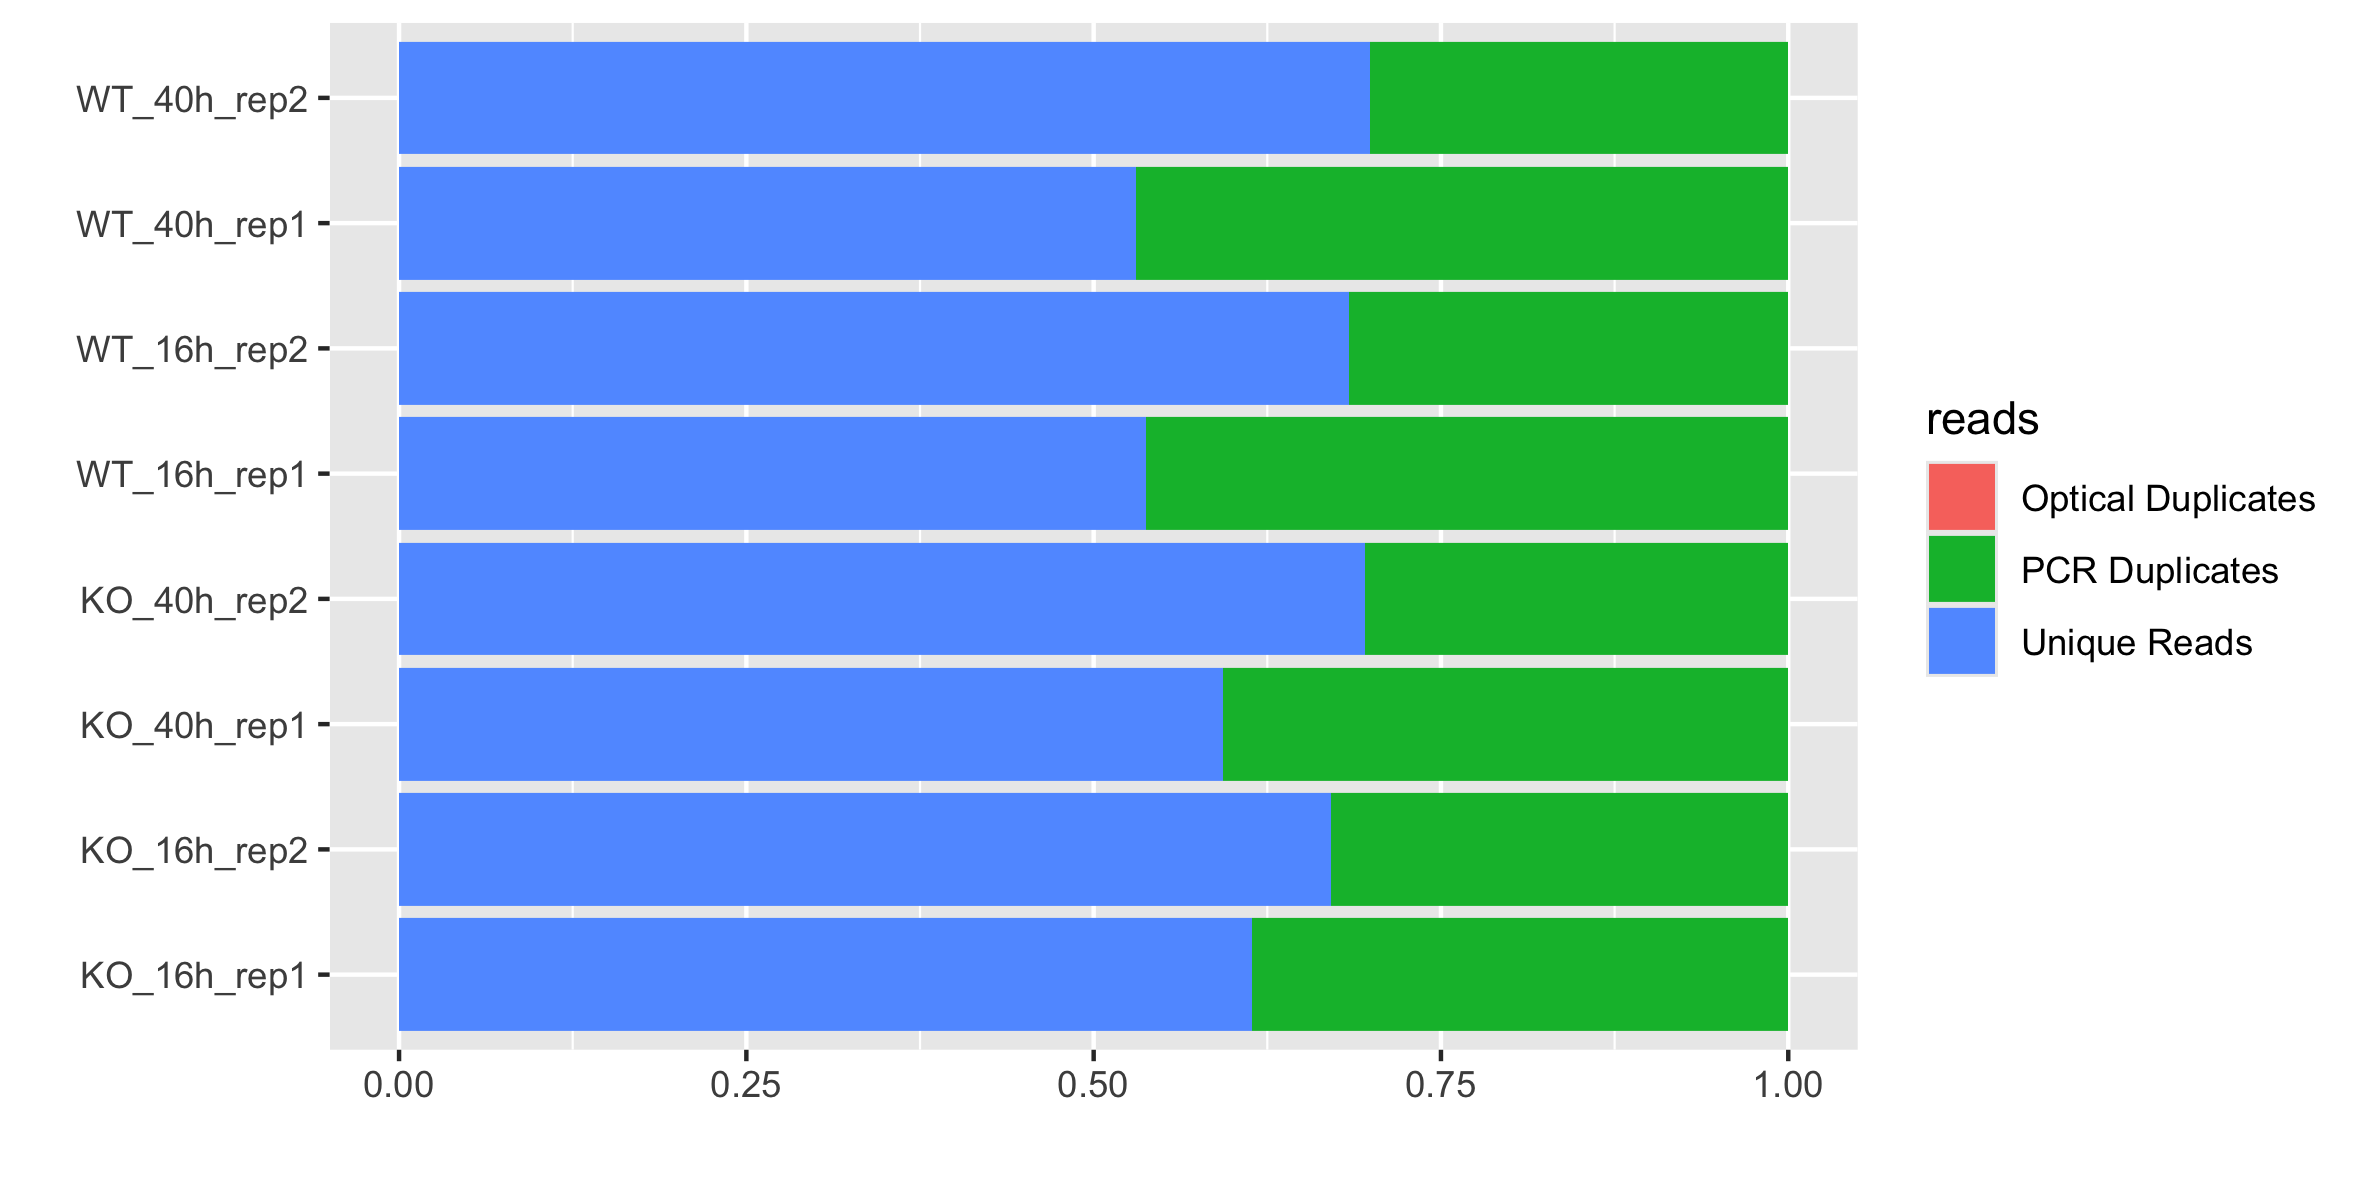 WT_40h_rep2
WT_40h_rep1
WT_16h_rep2
WT_16h_rep1
KO_40h_rep2
KO_40h_rep1
KO_16h_rep2
KO_16h_rep1
0.00 0.25 0.50 0.75 1.00
reads
Optical Duplicates
PCR Duplicates
Unique Reads